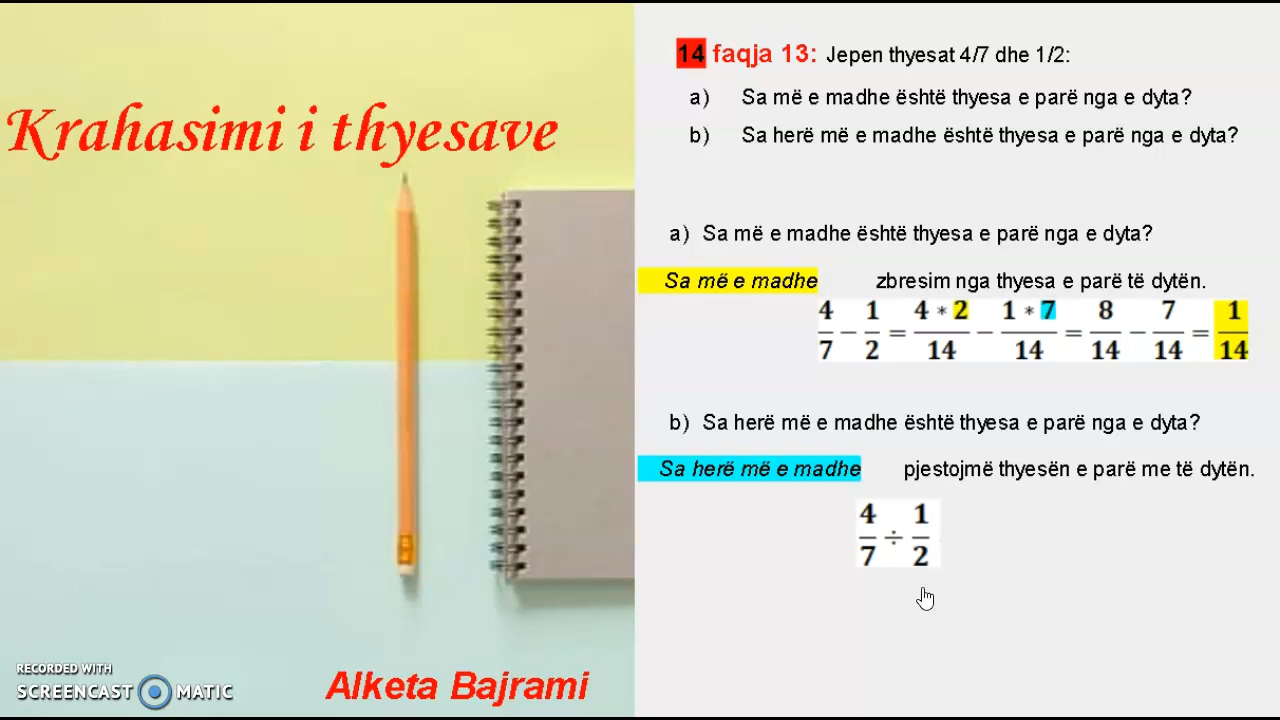 Krahasimi i thyesave
14 faqja 13: Jepen thyesat 4/7 dhe 1/2:
a) Sa më e madhe është thyesa e parë nga e dyta?
b) Sa herë më e madhe është thyesa e parë nga e dyta?
a) Sa më e madhe është thyesa e parë nga e dyta?
Sa më e madhe zbresim nga thyesa e parë të dytën.
4/7 − 1/2 = 4 * 2/14 − 1 * 7/14 = 8/14 − 7/14 = 1/14
b) Sa herë më e madhe është thyesa e parë nga e dyta?
Sa herë më e madhe pjestojmë thyesën e parë me të dytën.
4/7 ÷ 1/2
Alketa Bajrami
RECORDED WITH
SCREENCAST MATIC